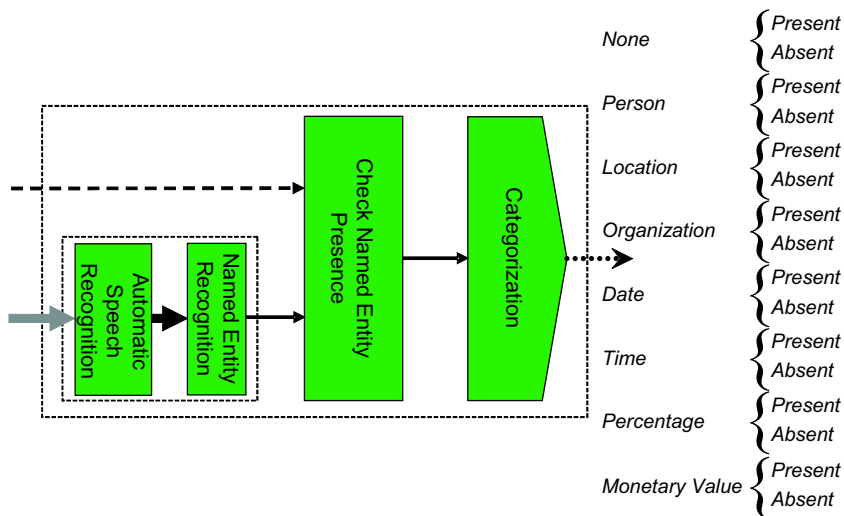 Automatic
Speech
Recognition
Named Entity
Recognition
Check Named Entity
Presence
Categorization
None
Present
Absent
Person
Present
Absent
Location
Present
Absent
Organization
Present
Absent
Date
Present
Absent
Time
Present
Absent
Percentage
Present
Absent
Monetary Value
Present
Absent